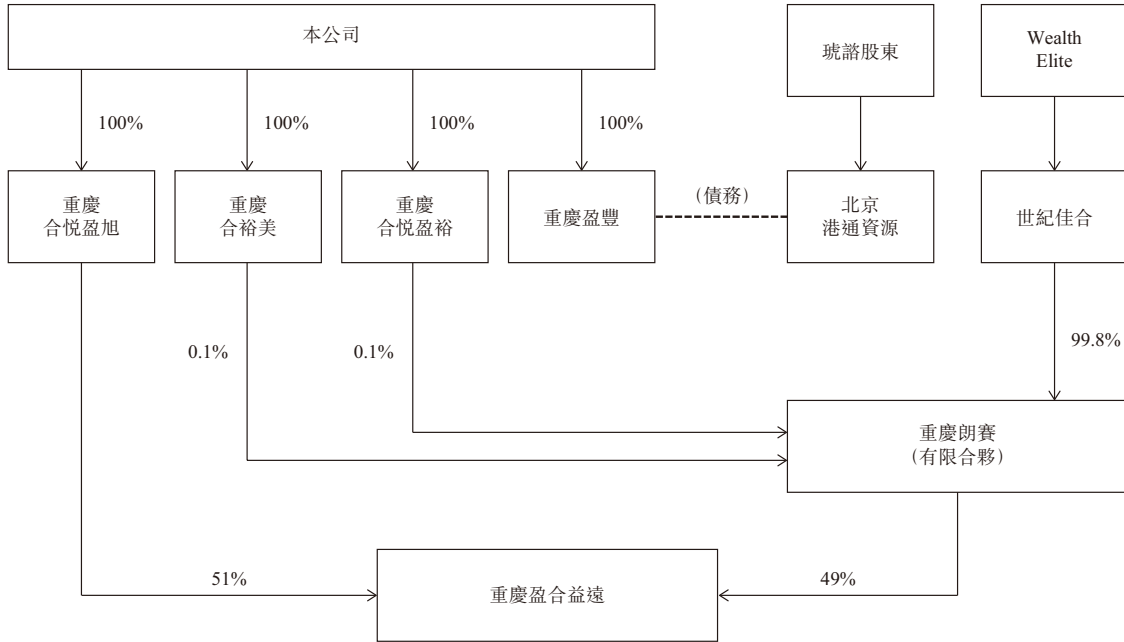 本公司
琥諮股東
Wealth
Elite
100%
100%
100%
100%
重慶
合悦盈旭
重慶
合裕美
重慶
合悦盈裕
重慶盈豐
(債務)
北京
港通資源
世紀佳合
0.1%
0.1%
99.8%
重慶朗賽
(有限合夥)
51%
重慶盈合益遠
49%